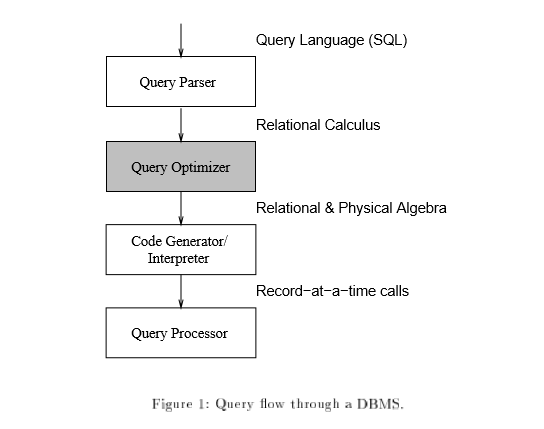 Query Language (SQL)
Query Parser
Relational Calculus
Query Optimizer
Relational & Physical Algebra
Code Generator/
Interpreter
Record−at−a−time calls
Query Processor
Figure 1: Query flow through a DBMS.